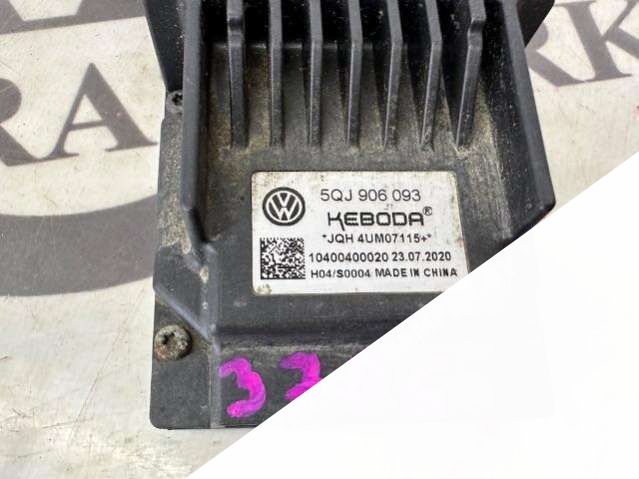 5QJ 906 093
KEBODA®
*JQH 4UM07115+*
10400400020 23.07.2020
H04/S0004 MADE IN CHINA